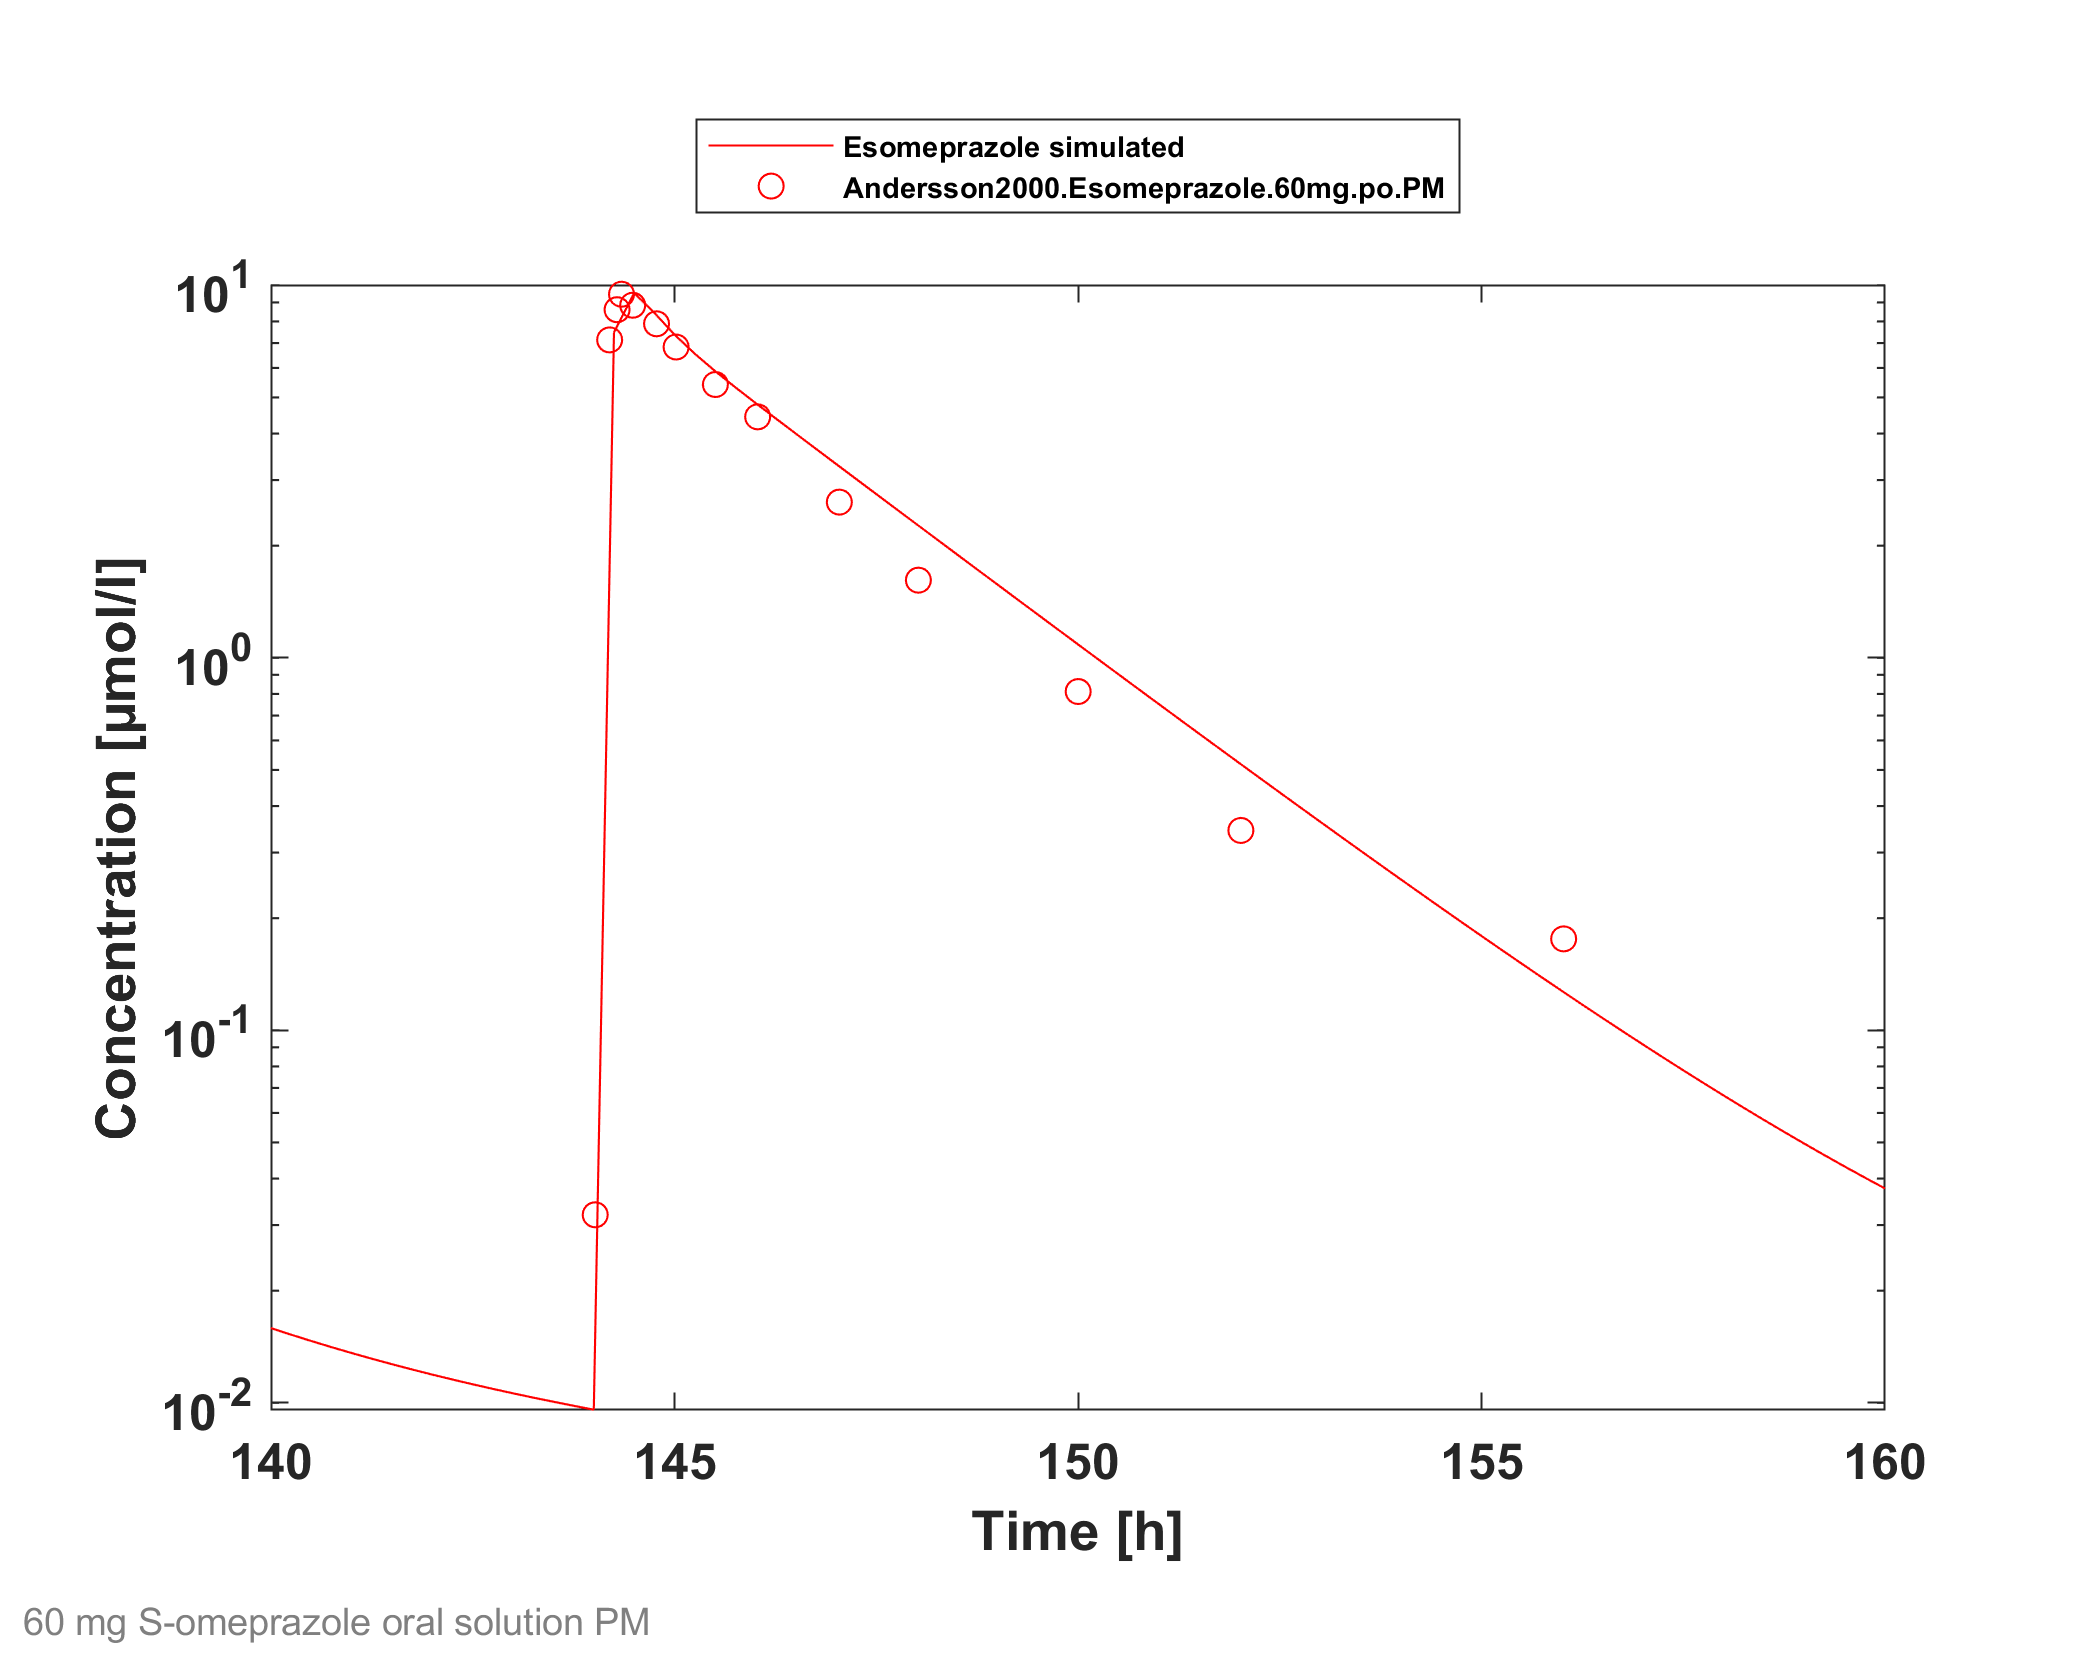 Esomeprazole simulated
Andersson2000.Esomeprazole.60mg.po.PM
10^1
10^0
10^-1
10^-2
Concentration [µmol/l]
140 145 150 155 160
Time [h]
60 mg S-omeprazole oral solution PM